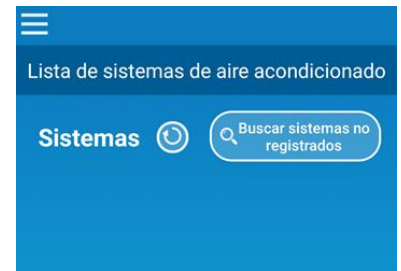 Lista de sistemas de aire acondicionado
Sistemas
Buscar sistemas no
registrados